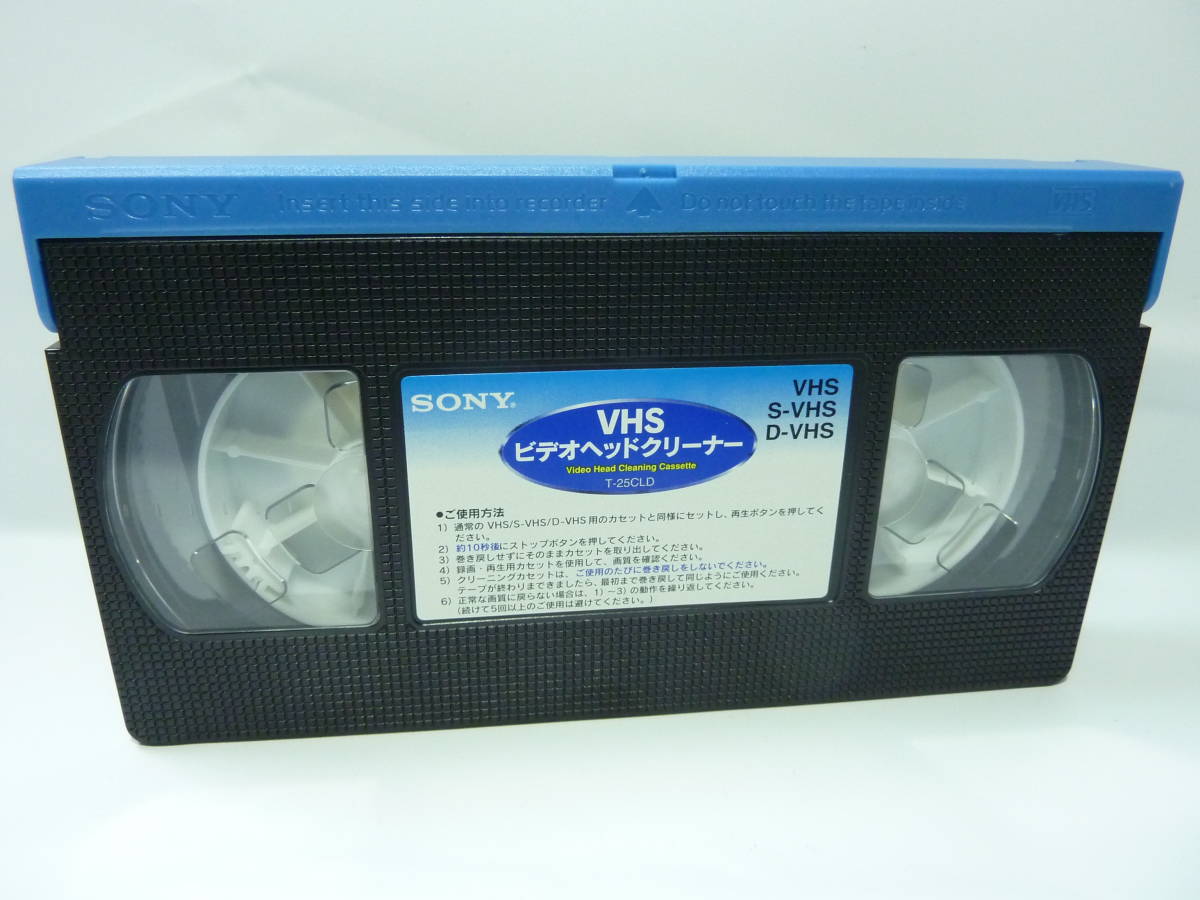 SONY Insert this side into recorder Do not touch the tape inside VHS
SONY®
VHS
ビデオヘッドクリーナー
Video Head Cleaning Cassette
T-25CLD
VHS
S-VHS
D-VHS
●ご使用方法
1) 通常の VHS/S-VHS/D-VHS 用のカセットと同様にセットし、再生ボタンを押してく
ださい。
2) 約10秒後にストップボタンを押してください。
3) 巻き戻しせずにそのままカセットを取り出してください。
4) 録画・再生用カセットを使用して、画質を確認ください。
5) クリーニングカセットは、ご使用のたびに巻き戻しをしないでください。
テープが終わりまできましたら、最初まで巻き戻して同じようにご使用ください。
6) 正常な画質に戻らない場合は、1) ～3) の動作を繰り返してください。
(続けて5回以上のご使用は避けてください。)